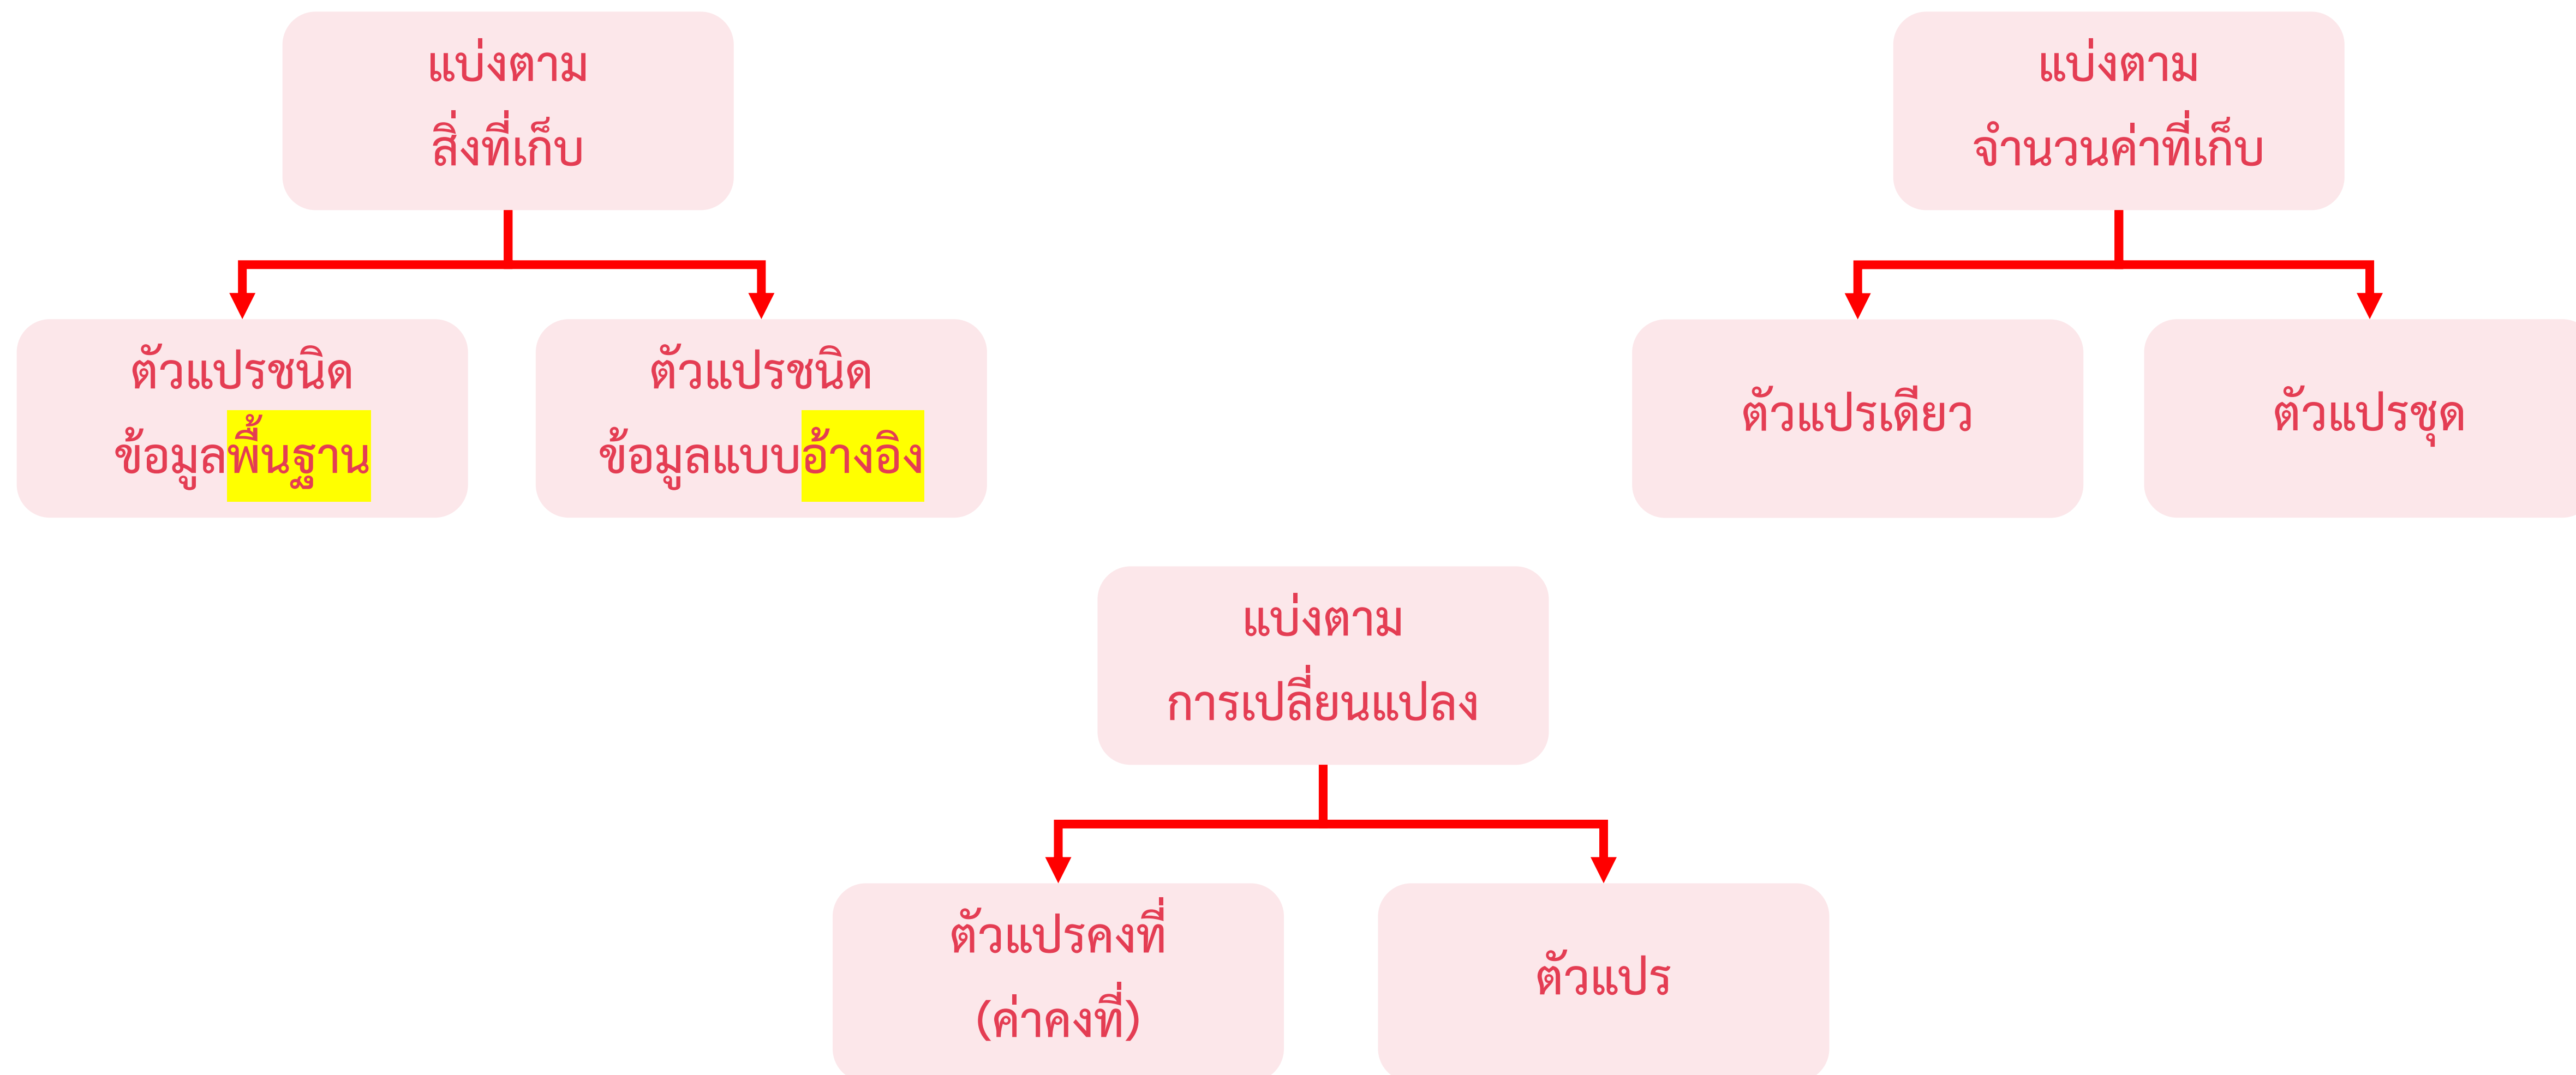 แบ่งตาม
สิ่งที่เก็บ
แบ่งตาม
จำนวนค่าที่เก็บ
ตัวแปรชนิด
ข้อมูลพื้นฐาน
ตัวแปรชนิด
ข้อมูลแบบอ้างอิง
ตัวแปรเดียว
ตัวแปรชุด
แบ่งตาม
การเปลี่ยนแปลง
ตัวแปรคงที่
(ค่าคงที่)
ตัวแปร